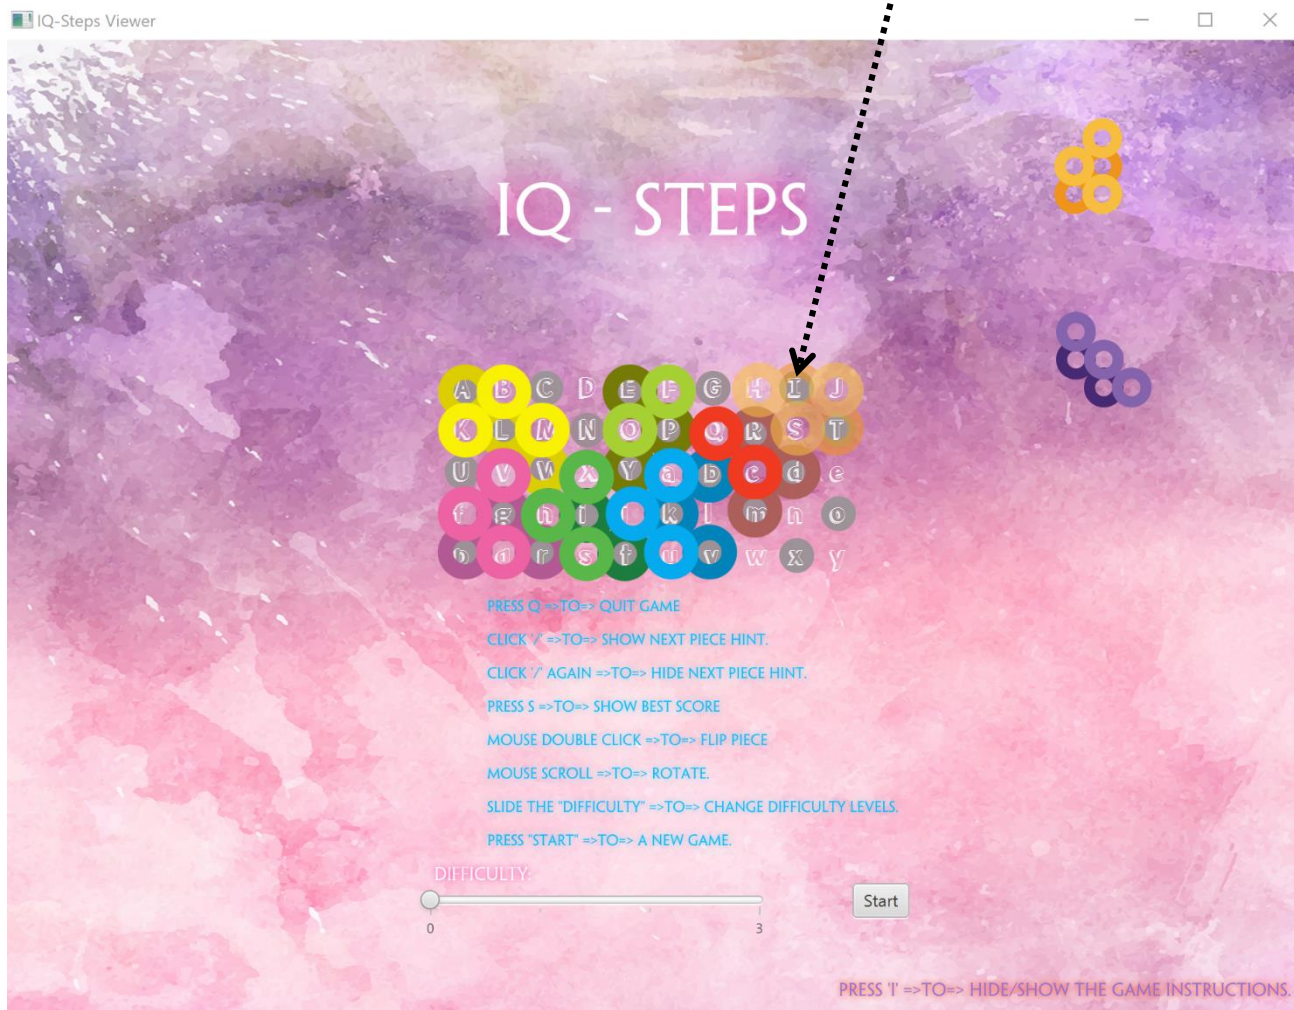 IQ-Steps Viewer
IQ - STEPS
A B C D E F G H I J
K L M N O P Q R S T
U V W X Y a b c d e
f g h i j k l m n o
p q r s t u v w x y
PRESS Q =>TO=> QUIT GAME
CLICK '/' =>TO=> SHOW NEXT PIECE HINT.
CLICK '/' AGAIN =>TO=> HIDE NEXT PIECE HINT.
PRESS S =>TO=> SHOW BEST SCORE
MOUSE DOUBLE CLICK =>TO=> FLIP PIECE
MOUSE SCROLL =>TO=> ROTATE.
SLIDE THE "DIFFICULTY" =>TO=> CHANGE DIFFICULTY LEVELS.
PRESS "START" =>TO=> A NEW GAME.
DIFFICULTY:
Start
0 3
PRESS 'I' =>TO=> HIDE/SHOW THE GAME INSTRUCTIONS.